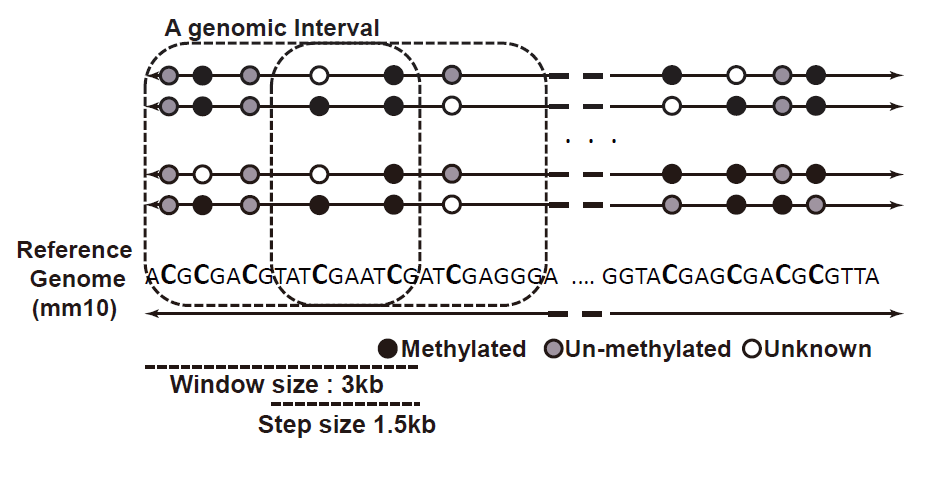 A genomic Interval
. . .
Reference
Genome
(mm10)
ACGCGACGTATCGAATCGATCGAGGGA .... GGTACGAGCGACGCGTTA
Methylated Un-methylated Unknown
Window size : 3kb
Step size 1.5kb